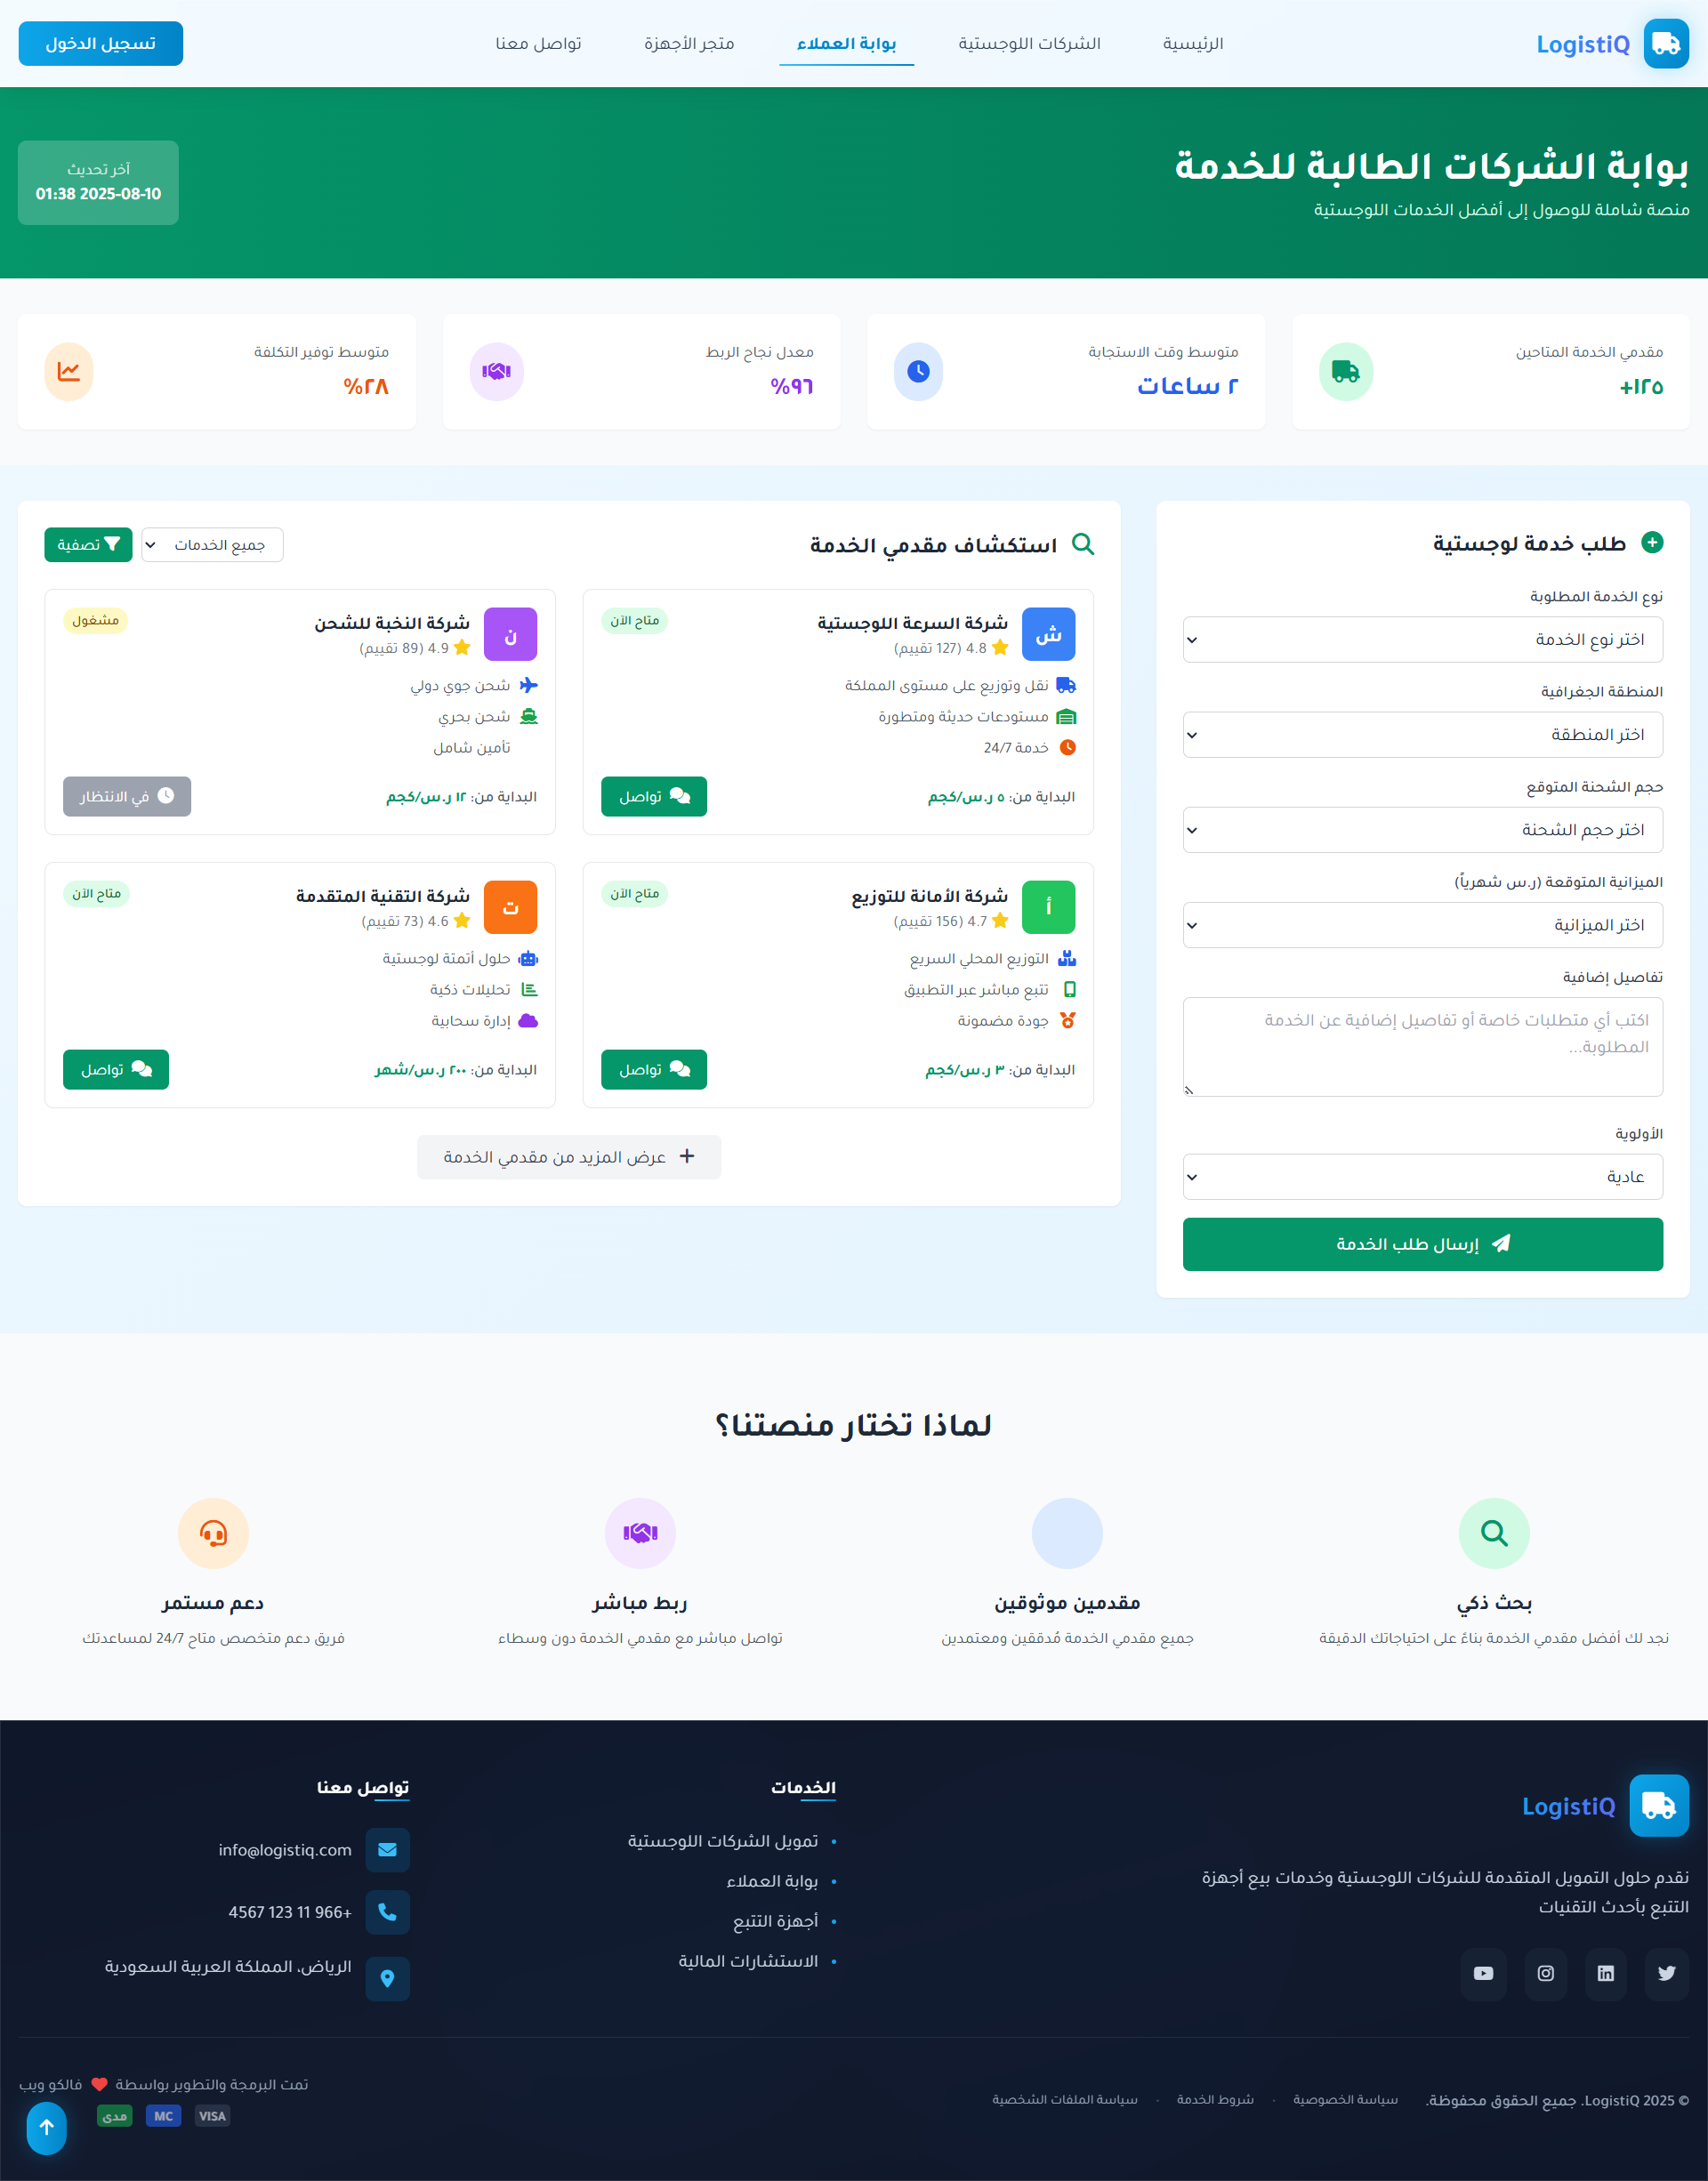 LogistiQ
الرئيسية
الشركات اللوجستية
بوابة العملاء
متجر الأجهزة
تواصل معنا
تسجيل الدخول
بوابة الشركات الطالبة للخدمة
منصة شاملة للوصول إلى أفضل الخدمات اللوجستية
آخر تحديث
2025-08-10 01:38
مقدمي الخدمة المتاحين
١٢٥+
متوسط وقت الاستجابة
٢ ساعات
معدل نجاح الربط
٩٦%
متوسط توفير التكلفة
٢٨%
طلب خدمة لوجستية
نوع الخدمة المطلوبة
اختر نوع الخدمة
المنطقة الجغرافية
اختر المنطقة
حجم الشحنة المتوقع
اختر حجم الشحنة
الميزانية المتوقعة (ر.س شهرياً)
اختر الميزانية
تفاصيل إضافية
اكتب أي متطلبات خاصة أو تفاصيل إضافية عن الخدمة
المطلوبة...
الأولوية
عادية
إرسال طلب الخدمة
استكشاف مقدمي الخدمة
جميع الخدمات
تصفية
ش
شركة السرعة اللوجستية
4.8 (127 تقييم)
متاح الآن
نقل وتوزيع على مستوى المملكة
مستودعات حديثة ومتطورة
خدمة 24/7
البداية من: ٥ ر.س/كجم
تواصل
ن
شركة النخبة للشحن
4.9 (89 تقييم)
مشغول
شحن جوي دولي
شحن بحري
تأمين شامل
البداية من: ١٢ ر.س/كجم
في الانتظار
أ
شركة الأمانة للتوزيع
4.7 (156 تقييم)
متاح الآن
التوزيع المحلي السريع
تتبع مباشر عبر التطبيق
جودة مضمونة
البداية من: ٣ ر.س/كجم
تواصل
ت
شركة التقنية المتقدمة
4.6 (73 تقييم)
متاح الآن
حلول أتمتة لوجستية
تحليلات ذكية
إدارة سحابية
البداية من: ٢٠٠ ر.س/شهر
تواصل
عرض المزيد من مقدمي الخدمة
لماذا تختار منصتنا؟
بحث ذكي
نجد لك أفضل مقدمي الخدمة بناءً على احتياجاتك الدقيقة
مقدمين موثوقين
جميع مقدمي الخدمة مُدققين ومعتمدين
ربط مباشر
تواصل مباشر مع مقدمي الخدمة دون وسطاء
دعم مستمر
فريق دعم متخصص متاح 24/7 لمساعدتك
LogistiQ
نقدم حلول التمويل المتقدمة للشركات اللوجستية وخدمات بيع أجهزة
التتبع بأحدث التقنيات
الخدمات
تمويل الشركات اللوجستية
بوابة العملاء
أجهزة التتبع
الاستشارات المالية
تواصل معنا
info@logistiq.com
+966 11 123 4567
الرياض، المملكة العربية السعودية
© 2025 LogistiQ. جميع الحقوق محفوظة.
سياسة الخصوصية · شروط الخدمة · سياسة الملفات الشخصية
تمت البرمجة والتطوير بواسطة فالكو ويب
VISA
MC
مدى